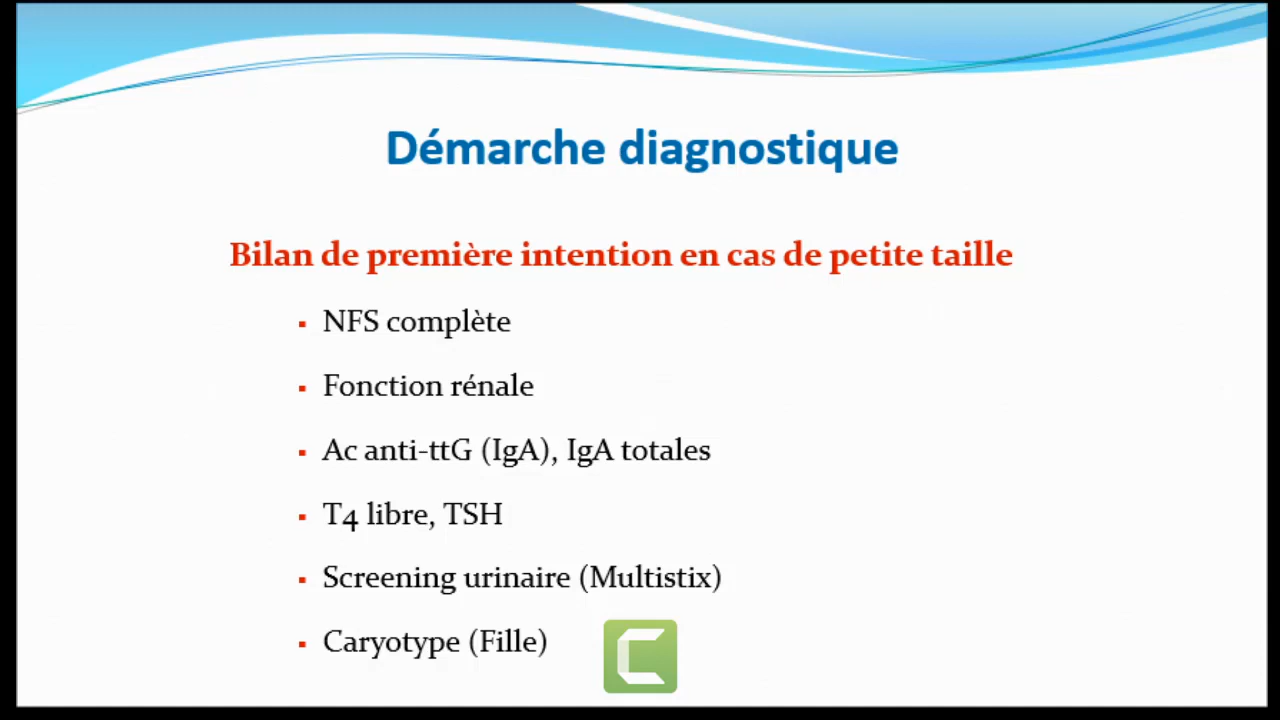 Démarche diagnostique
Bilan de première intention en cas de petite taille
▪ NFS complète
▪ Fonction rénale
▪ Ac anti-ttG (IgA), IgA totales
▪ T4 libre, TSH
▪ Screening urinaire (Multistix)
▪ Caryotype (Fille)